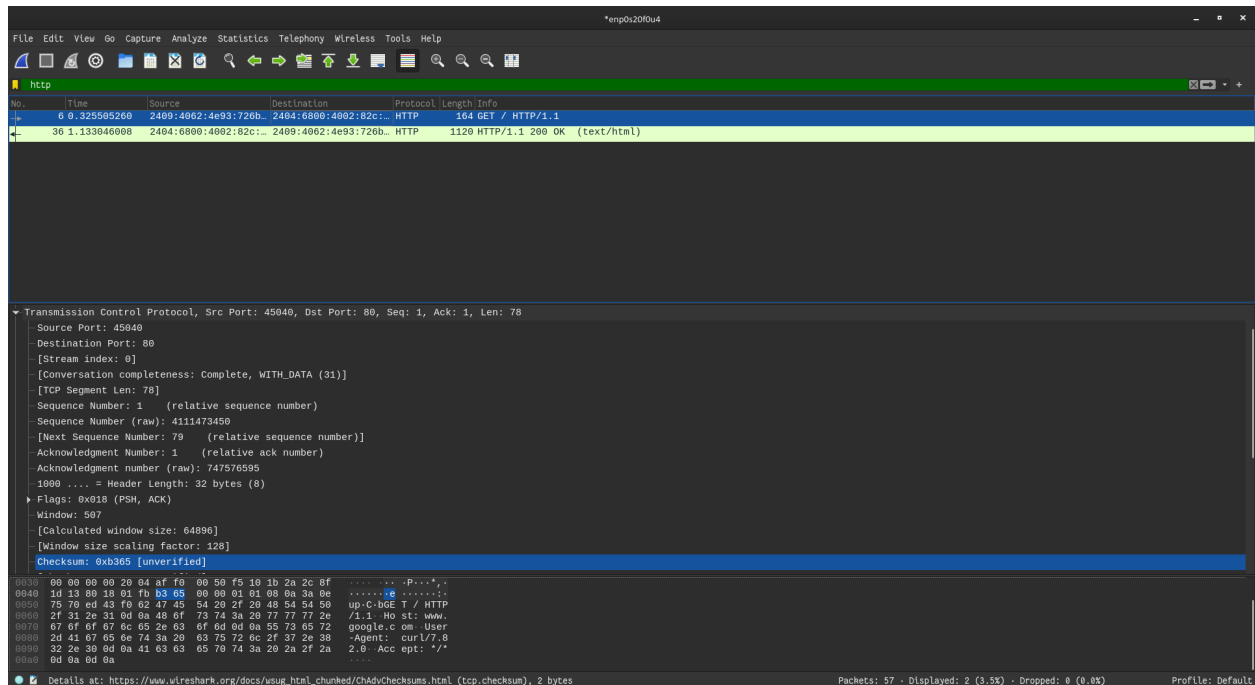 *enp0s20f0u4
File Edit View Go Capture Analyze Statistics Telephony Wireless Tools Help
http
No. Time Source Destination Protocol Length Info
6 0.325505260 2409:4062:4e93:726b… 2404:6800:4002:82c:… HTTP 164 GET / HTTP/1.1
36 1.133046008 2404:6800:4002:82c:… 2409:4062:4e93:726b… HTTP 1120 HTTP/1.1 200 OK (text/html)
Transmission Control Protocol, Src Port: 45040, Dst Port: 80, Seq: 1, Ack: 1, Len: 78
Source Port: 45040
Destination Port: 80
[Stream index: 0]
[Conversation completeness: Complete, WITH_DATA (31)]
[TCP Segment Len: 78]
Sequence Number: 1 (relative sequence number)
Sequence Number (raw): 4111473450
[Next Sequence Number: 79 (relative sequence number)]
Acknowledgment Number: 1 (relative ack number)
Acknowledgment number (raw): 747576595
1000 .... = Header Length: 32 bytes (8)
Flags: 0x018 (PSH, ACK)
Window: 507
[Calculated window size: 64896]
[Window size scaling factor: 128]
Checksum: 0xb365 [unverified]
0030 00 00 00 00 20 04 af f0 00 50 f5 10 1b 2a 2c 8f ···· ··· ·P···*,·
0040 1d 13 80 18 01 fb b3 65 00 00 01 01 08 0a 3a 0e ·······e ······:·
0050 75 70 ed 43 f0 62 47 45 54 20 2f 20 48 54 54 50 up·C·bGE T / HTTP
0060 2f 31 2e 31 0d 0a 48 6f 73 74 3a 20 77 77 77 2e /1.1··Ho st: www.
0070 67 6f 6f 67 6c 65 2e 63 6f 6d 0d 0a 55 73 65 72 google.c om··User
0080 2d 41 67 65 6e 74 3a 20 63 75 72 6c 2f 37 2e 38 -Agent: curl/7.8
0090 32 2e 30 0d 0a 41 63 63 65 70 74 3a 20 2a 2f 2a 2.0··Acc ept: */*
00a0 0d 0a 0d 0a ····
Details at: https://www.wireshark.org/docs/wsug_html_chunked/ChAdvChecksums.html (tcp.checksum), 2 bytes Packets: 57 · Displayed: 2 (3.5%) · Dropped: 0 (0.0%) Profile: Default